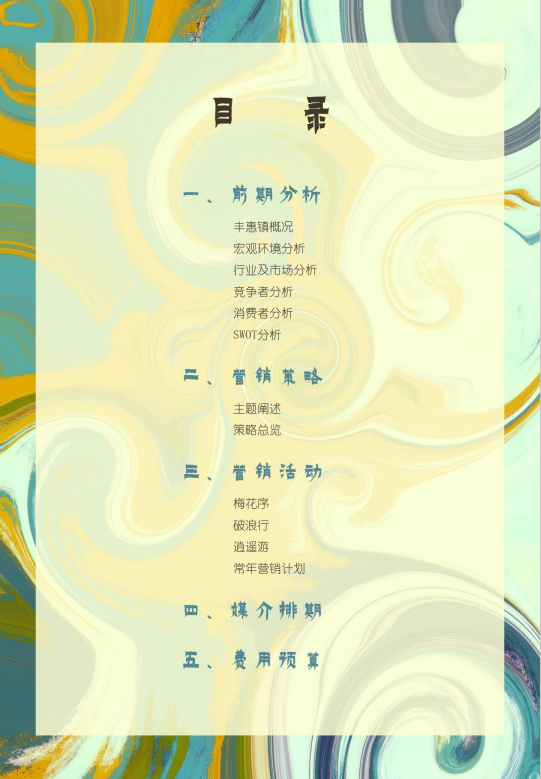 目 录
一、前期分析
丰惠镇概况
宏观环境分析
行业及市场分析
竞争者分析
消费者分析
SWOT分析
二、营销策略
主题阐述
策略总览
三、营销活动
梅花序
破浪行
逍遥游
常年营销计划
四、媒介排期
五、费用预算